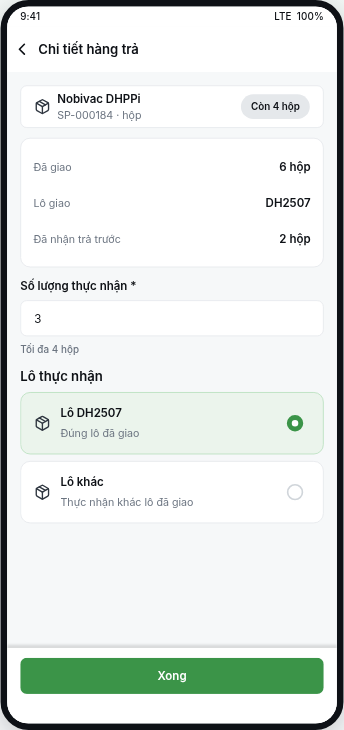 9:41 LTE 100%
Chi tiết hàng trả
Nobivac DHPPi
SP-000184 · hộp
Còn 4 hộp
Đã giao 6 hộp
Lô giao DH2507
Đã nhận trả trước 2 hộp
Số lượng thực nhận *
3
Tối đa 4 hộp
Lô thực nhận
Lô DH2507
Đúng lô đã giao
Lô khác
Thực nhận khác lô đã giao
Xong